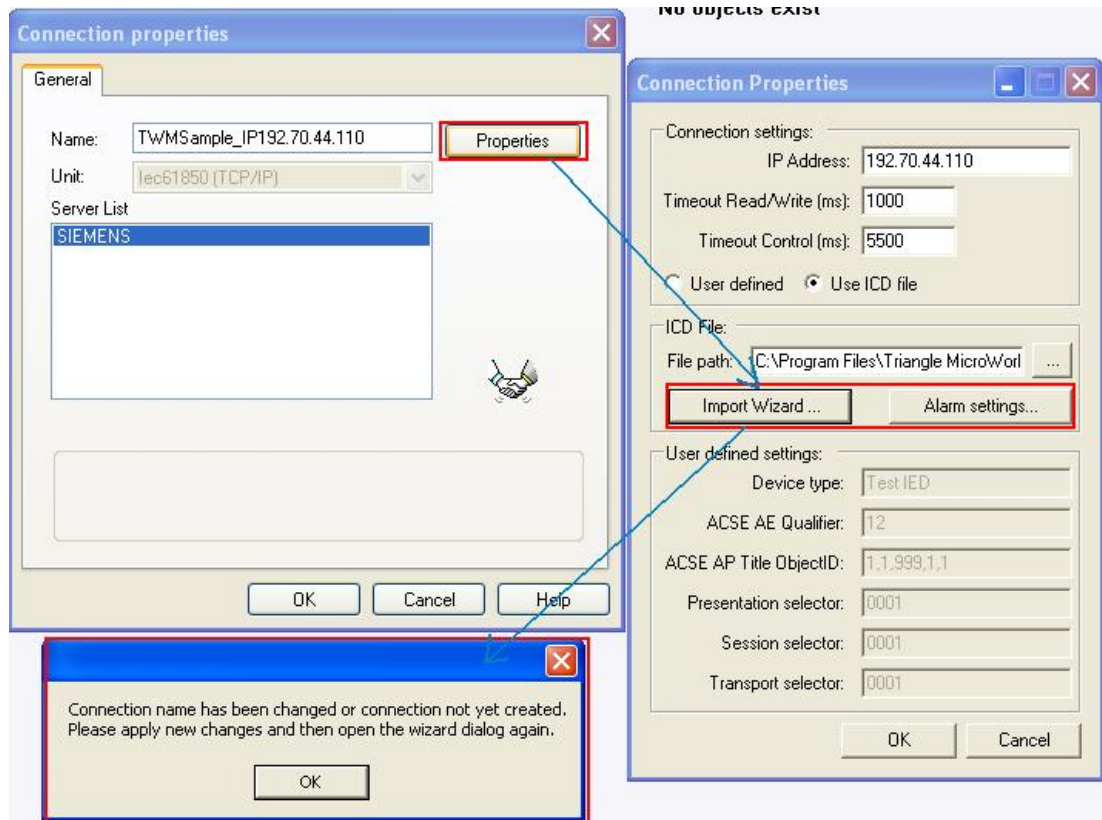 No objects exist
Connection properties
General
Name: TWMSample_IP192.70.44.110 Properties
Unit: Iec61850 (TCP/IP)
Server List
SIEMENS
OK Cancel Help
Connection Properties
Connection settings:
IP Address: 192.70.44.110
Timeout Read/Write (ms): 1000
Timeout Control (ms): 5500
User defined Use ICD file
ICD File:
File path: C:\Program Files\Triangle MicroWorl ...
Import Wizard ... Alarm settings...
User defined settings:
Device type: Test IED
ACSE AE Qualifier: 12
ACSE AP Title ObjectID: 1,1,999,1,1
Presentation selector: 0001
Session selector: 0001
Transport selector: 0001
OK Cancel
Connection name has been changed or connection not yet created.
Please apply new changes and then open the wizard dialog again.
OK